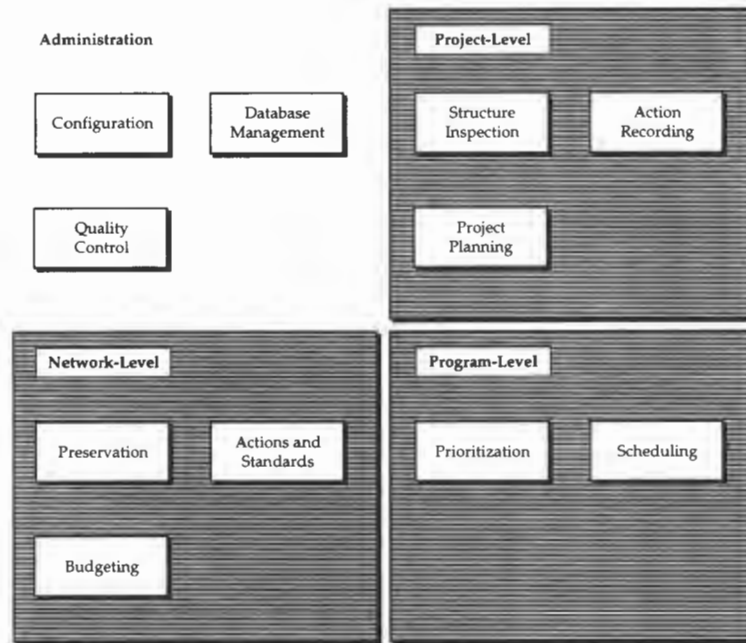 Administration
Configuration
Database
Management
Quality
Control
Project-Level
Structure
Inspection
Action
Recording
Project
Planning
Network-Level
Preservation
Actions and
Standards
Budgeting
Program-Level
Prioritization
Scheduling